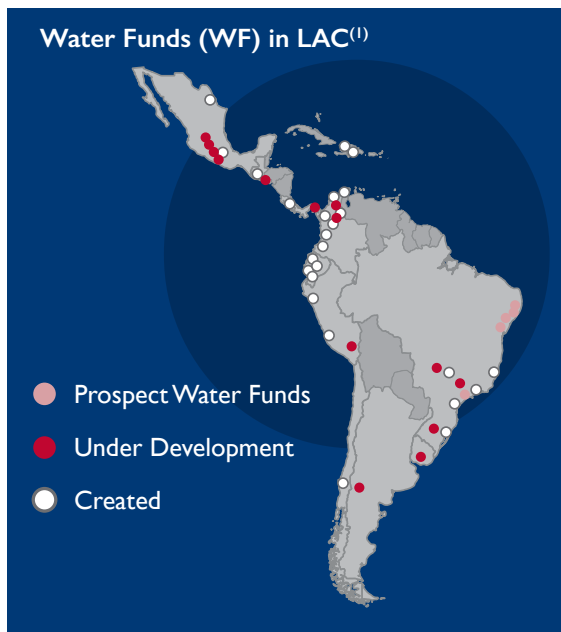 Water Funds (WF) in LAC(1)
Prospect Water Funds
Under Development
Created